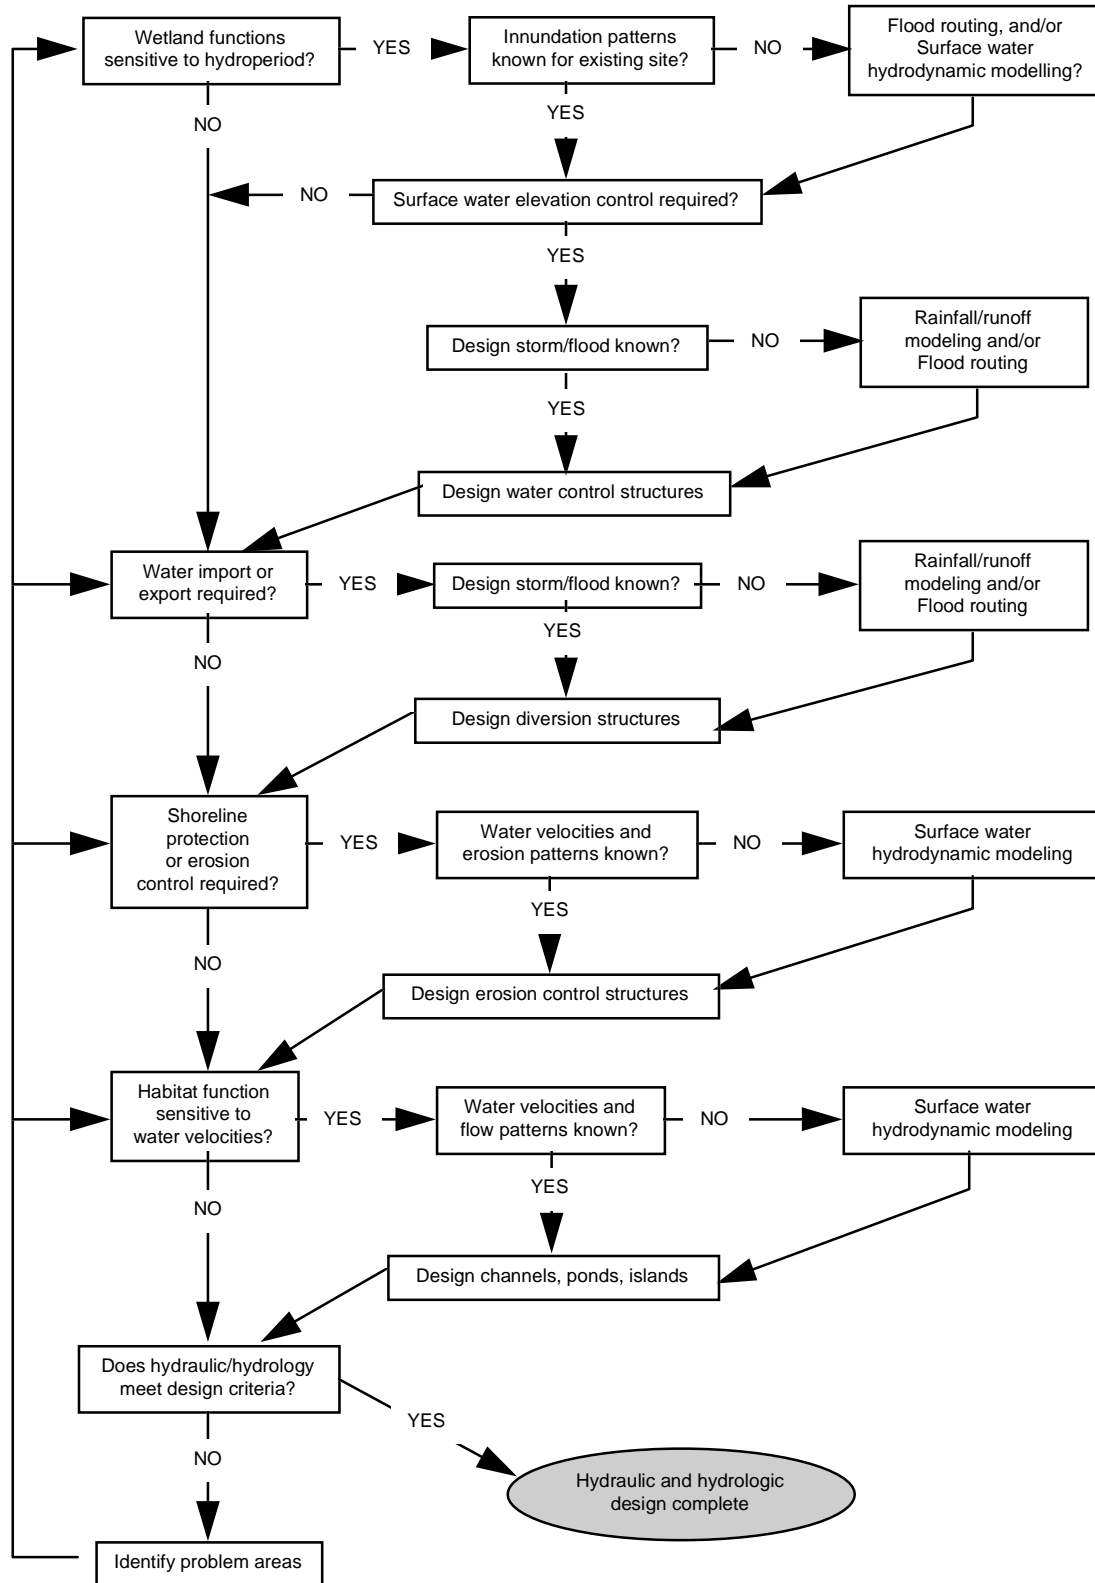 Wetland functions
sensitive to hydroperiod?
YES
Innundation patterns
known for existing site?
NO
Flood routing, and/or
Surface water
hydrodynamic modelling?
NO
YES
NO
Surface water elevation control required?
YES
Design storm/flood known?
NO
Rainfall/runoff
modeling and/or
Flood routing
YES
Design water control structures
Water import or
export required?
YES
Design storm/flood known?
NO
Rainfall/runoff
modeling and/or
Flood routing
YES
NO
Design diversion structures
Shoreline
protection
or erosion
control required?
YES
Water velocities and
erosion patterns known?
NO
Surface water
hydrodynamic modeling
YES
NO
Design erosion control structures
Habitat function
sensitive to
water velocities?
YES
Water velocities and
flow patterns known?
NO
Surface water
hydrodynamic modeling
YES
NO
Design channels, ponds, islands
Does hydraulic/hydrology
meet design criteria?
YES
NO
Hydraulic and hydrologic
design complete
Identify problem areas